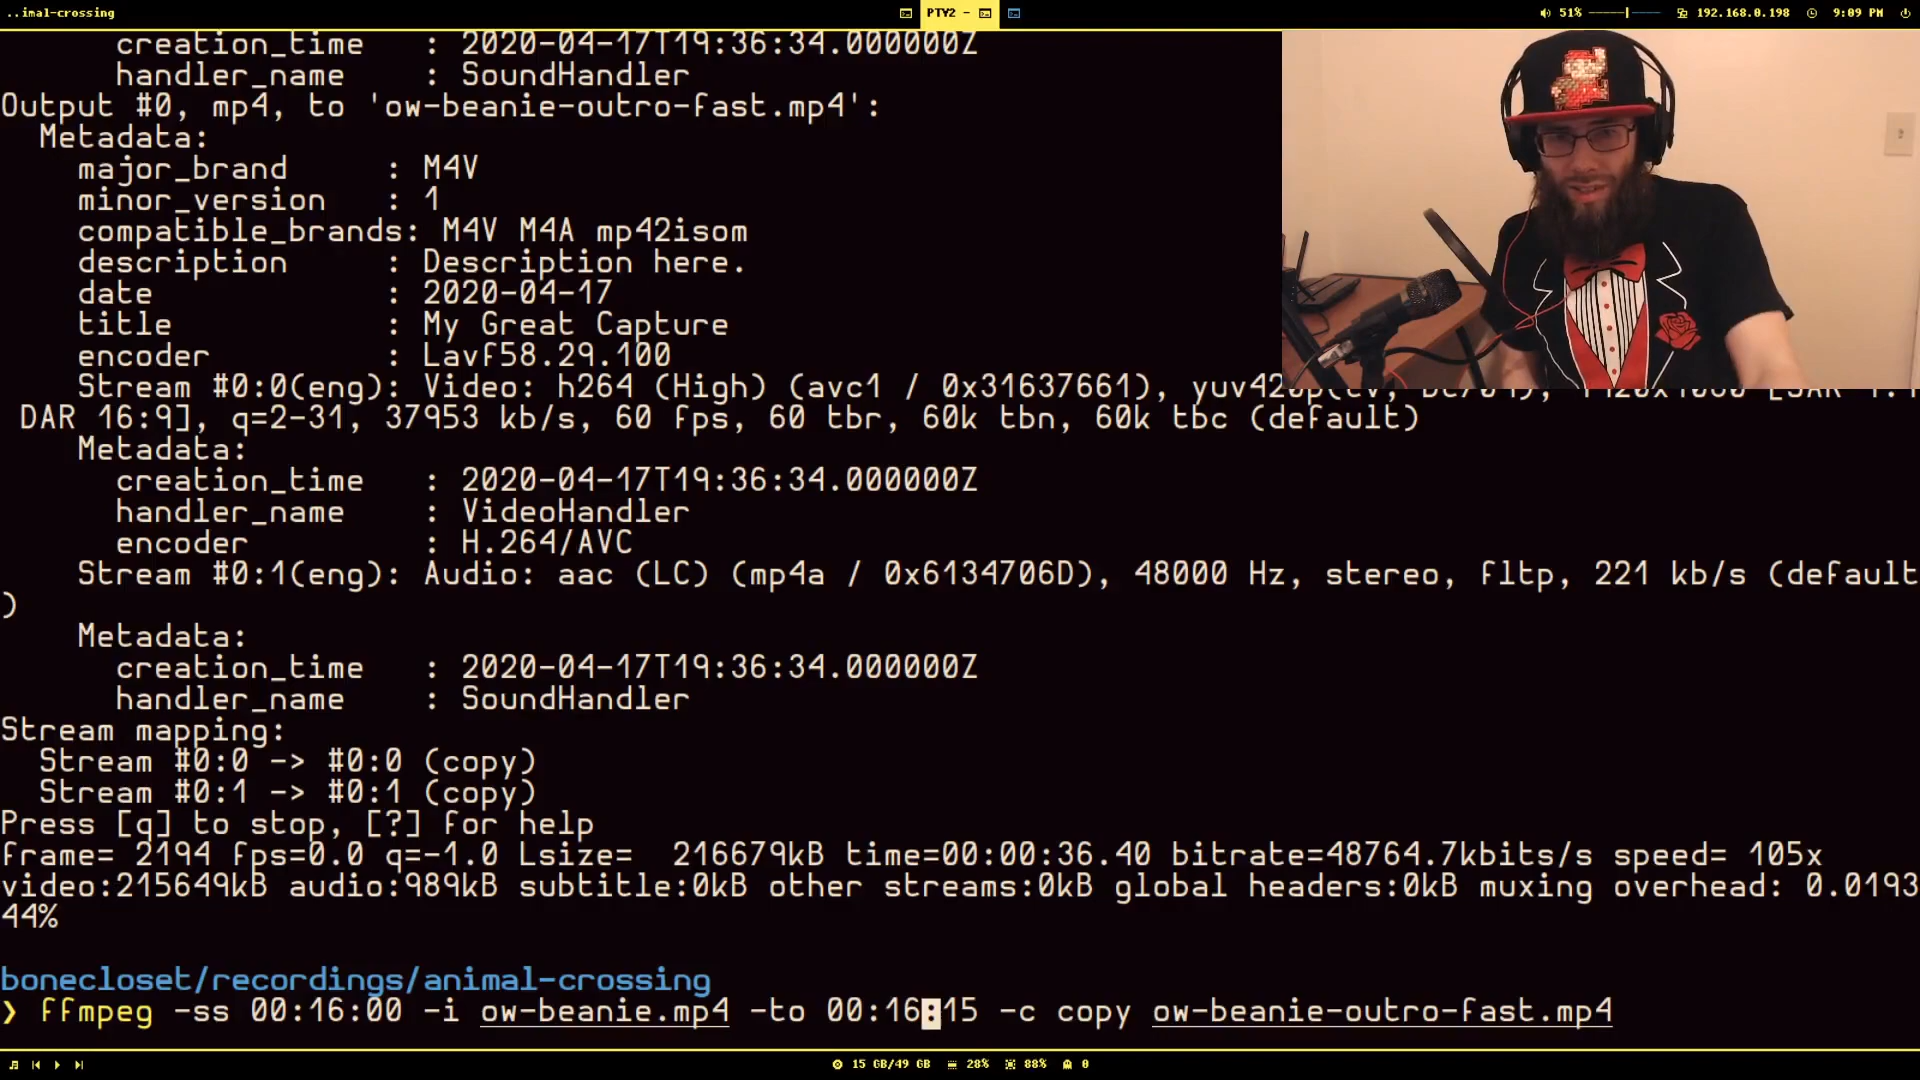 ..imal-crossing
PTY2 -
51%
192.168.0.198
9:09 PM
creation_time : 2020-04-17T19:36:34.000000Z
handler_name : SoundHandler
Output #0, mp4, to 'ow-beanie-outro-fast.mp4':
Metadata:
major_brand : M4V
minor_version : 1
compatible_brands: M4V M4A mp42isom
description : Description here.
date : 2020-04-17
title : My Great Capture
encoder : Lavf58.29.100
Stream #0:0(eng): Video: h264 (High) (avc1 / 0x31637661),
DAR 16:9], q=2-31, 37953 kb/s, 60 fps, 60 tbr, 60k tbn, 60k tbc (default)
Metadata:
creation_time : 2020-04-17T19:36:34.000000Z
handler_name : VideoHandler
encoder : H.264/AVC
Stream #0:1(eng): Audio: aac (LC) (mp4a / 0x6134706D), 48000 Hz, stereo, fltp, 221 kb/s (default
)
Metadata:
creation_time : 2020-04-17T19:36:34.000000Z
handler_name : SoundHandler
Stream mapping:
Stream #0:0 -> #0:0 (copy)
Stream #0:1 -> #0:1 (copy)
Press [q] to stop, [?] for help
frame= 2194 fps=0.0 q=-1.0 Lsize= 216679kB time=00:00:36.40 bitrate=48764.7kbits/s speed= 105x
video:215649kB audio:989kB subtitle:0kB other streams:0kB global headers:0kB muxing overhead: 0.0193
44%
bonecloset/recordings/animal-crossing
❯ ffmpeg -ss 00:16:00 -i ow-beanie.mp4 -to 00:16:15 -c copy ow-beanie-outro-fast.mp4
15 GB/49 GB
28%
88%
0